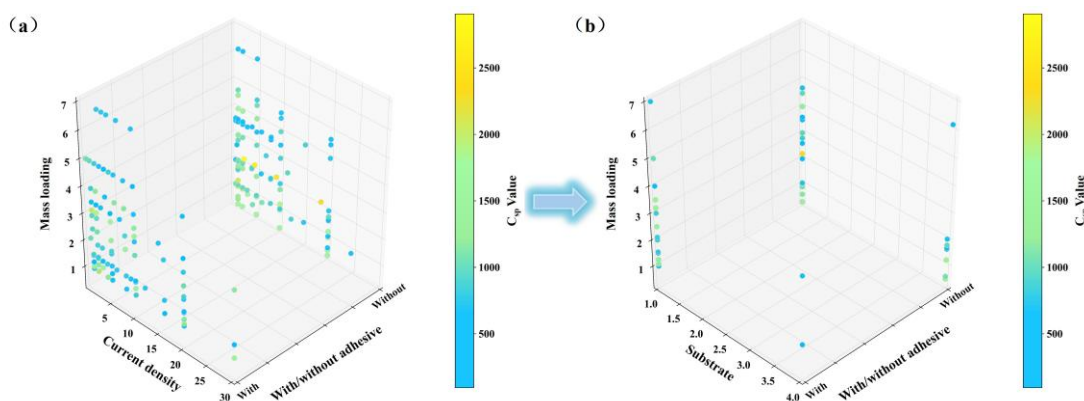 (a)
7
6
5
4
3
2
1
Mass loading
5
10
15
20
25
30
Current density
With
Without
With/without adhesive
2500
2000
1500
1000
500
Csp Value
(b)
7
6
5
4
3
2
1
Mass loading
1.0
1.5
2.0
2.5
3.0
3.5
4.0
Substrate
With
Without
With/without adhesive
2500
2000
1500
1000
500
Csp Value